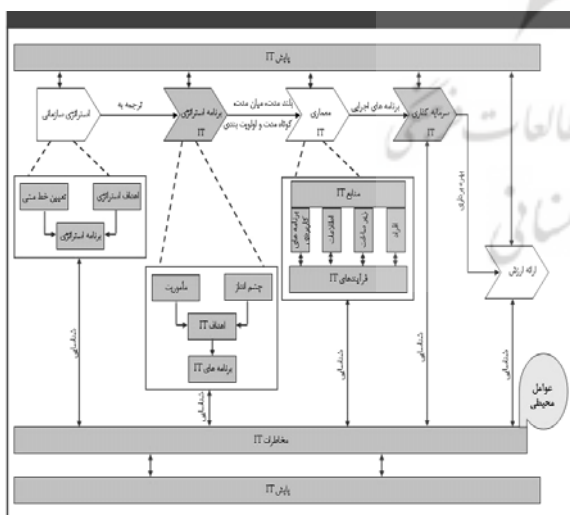 پایش IT
استراتژی سازمانی
ترجمه به
برنامه استراتژی
IT
بلند مدت، میان مدت،
کوتاه مدت و اولویت بندی
معماری
IT
برنامه های اجرایی
سرمایه گذاری
IT
بهره برداری
ارائه ارزش
تعیین خط مشی
اهداف استراتژی
برنامه استراتژی
مأموریت
چشم انداز
اهداف IT
برنامه های IT
منابع IT
برنامه های
کاربردی
اطلاعات
زیر ساخت
افراد
فرآیندهای IT
شناسایی
شناسایی
شناسایی
شناسایی
شناسایی
عوامل
محیطی
مخاطرات IT
پایش IT